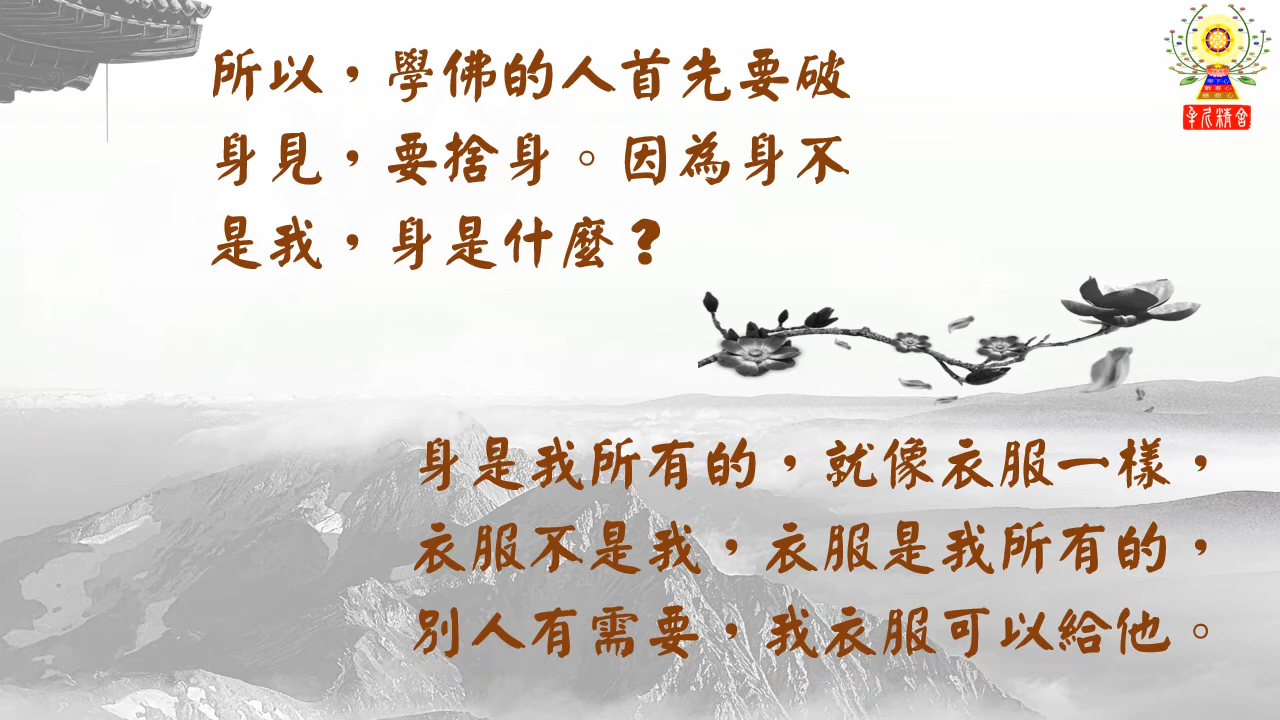 所以，學佛的人首先要破
身見，要捨身。因為身不
是我，身是什麼？
身是我所有的，就像衣服一樣，
衣服不是我，衣服是我所有的，
別人有需要，我衣服可以給他。